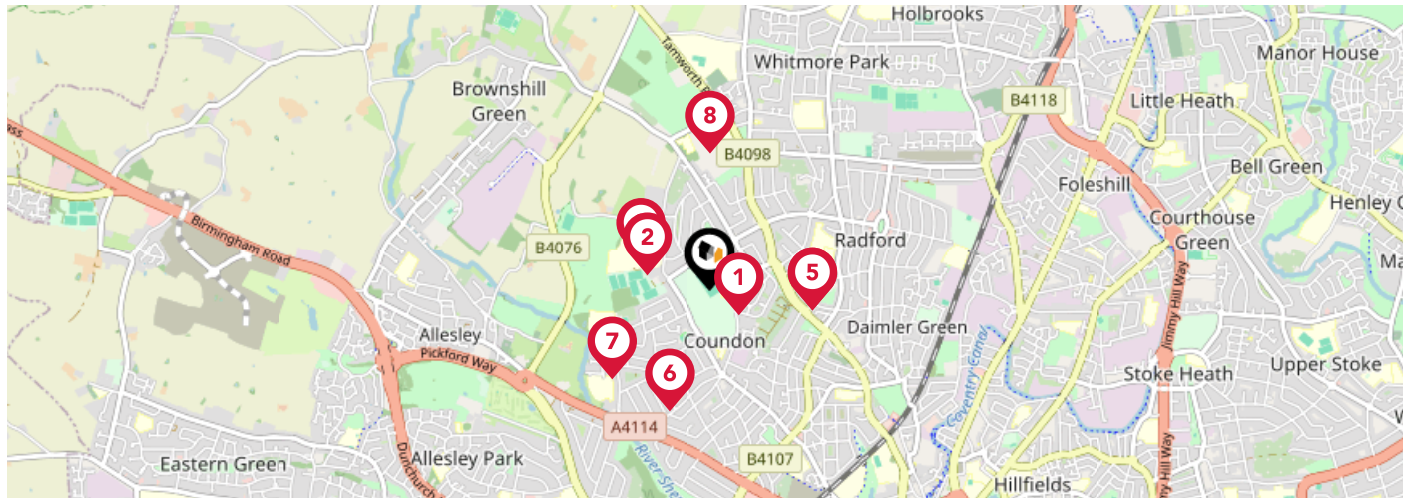 Holbrooks
Tamworth
Whitmore Park
Manor House
Brownshill
Green
B4118
Little Heath
8
B4098
Bell Green
Foleshill
Birmingham Road
Henley
Courthouse
Green
2
B4076
Radford
1
5
Jimmy Hill Way
Allesley
Pickford Way
7
Coundon
Daimler Green
Upper Stoke
6
Stoke Heath
Coventry Canal
A4114
Dunchurch
Allesley Park
Eastern Green
B4107
Hillfields